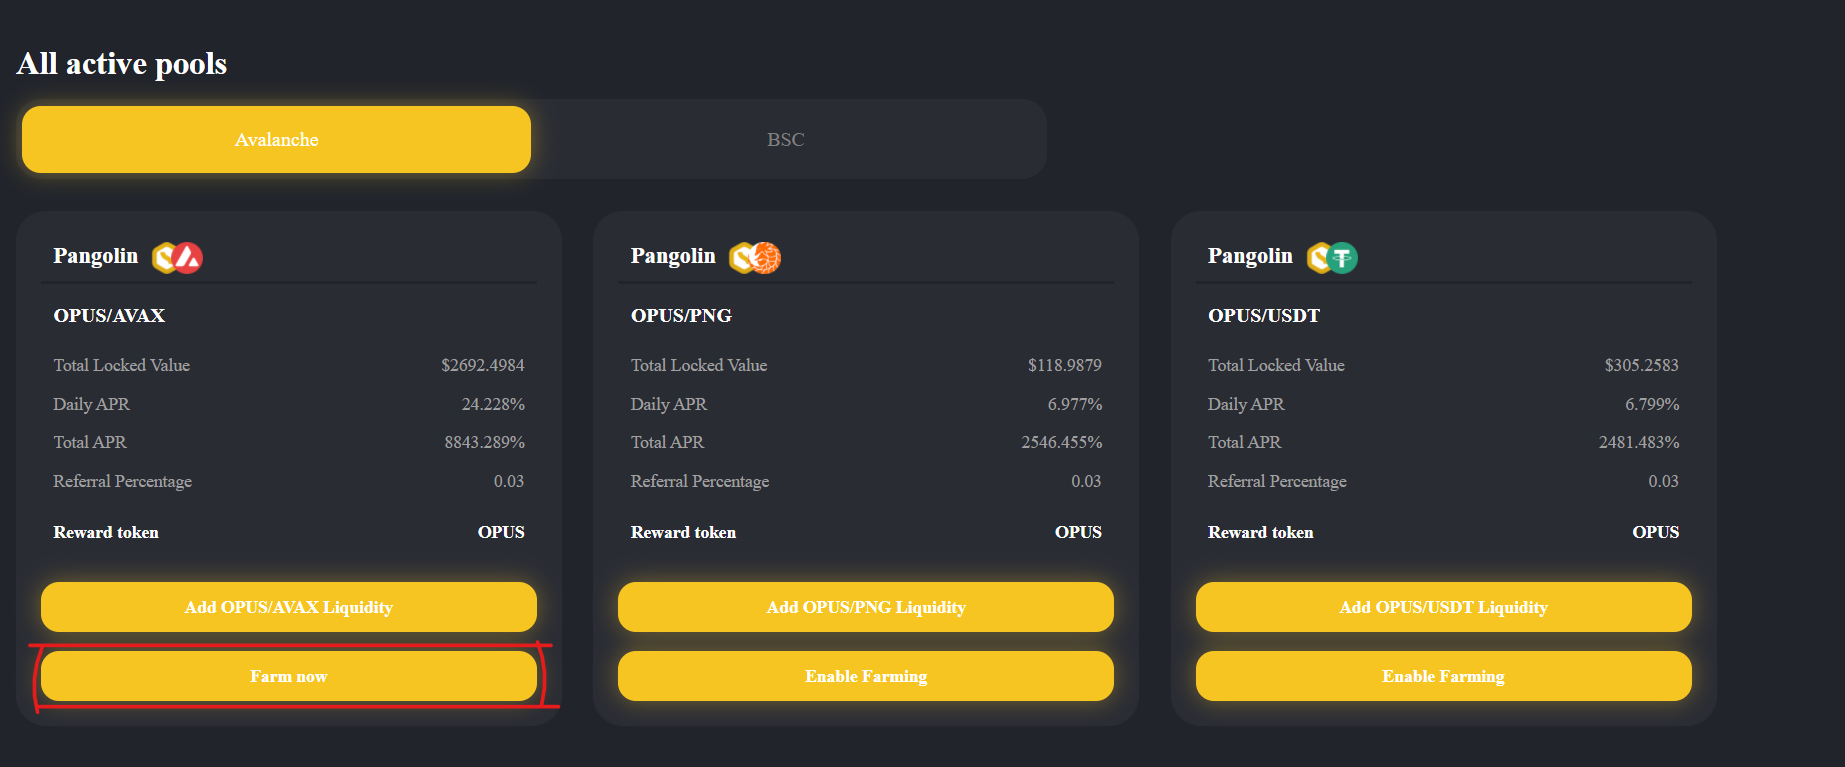 All active pools
Avalanche
BSC
Pangolin
OPUS/AVAX
Total Locked Value $2692.4984
Daily APR 24.228%
Total APR 8843.289%
Referral Percentage 0.03
Reward token OPUS
Add OPUS/AVAX Liquidity
Farm now
Pangolin
OPUS/PNG
Total Locked Value $118.9879
Daily APR 6.977%
Total APR 2546.455%
Referral Percentage 0.03
Reward token OPUS
Add OPUS/PNG Liquidity
Enable Farming
Pangolin
OPUS/USDT
Total Locked Value $305.2583
Daily APR 6.799%
Total APR 2481.483%
Referral Percentage 0.03
Reward token OPUS
Add OPUS/USDT Liquidity
Enable Farming